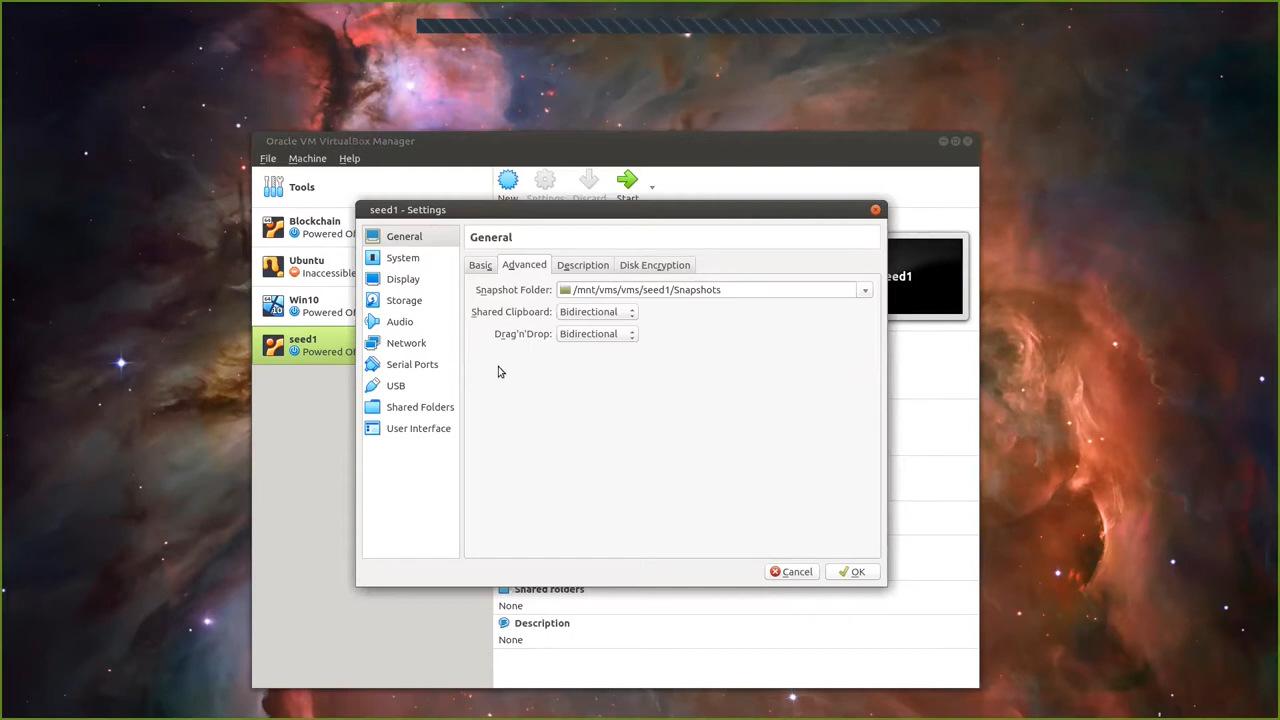 Oracle VM VirtualBox Manager
File Machine Help
Tools
New Settings Discard Start
seed1 - Settings
Blockchain
Powered Of
Ubuntu
Inaccessible
Win10
Powered Of
seed1
Powered Of
General
System
Display
Storage
Audio
Network
Serial Ports
USB
Shared Folders
User Interface
General
Basic Advanced Description Disk Encryption
Snapshot Folder: /mnt/vms/vms/seed1/Snapshots
Shared Clipboard: Bidirectional
Drag'n'Drop: Bidirectional
Cancel OK
eed1
Shared folders
None
Description
None